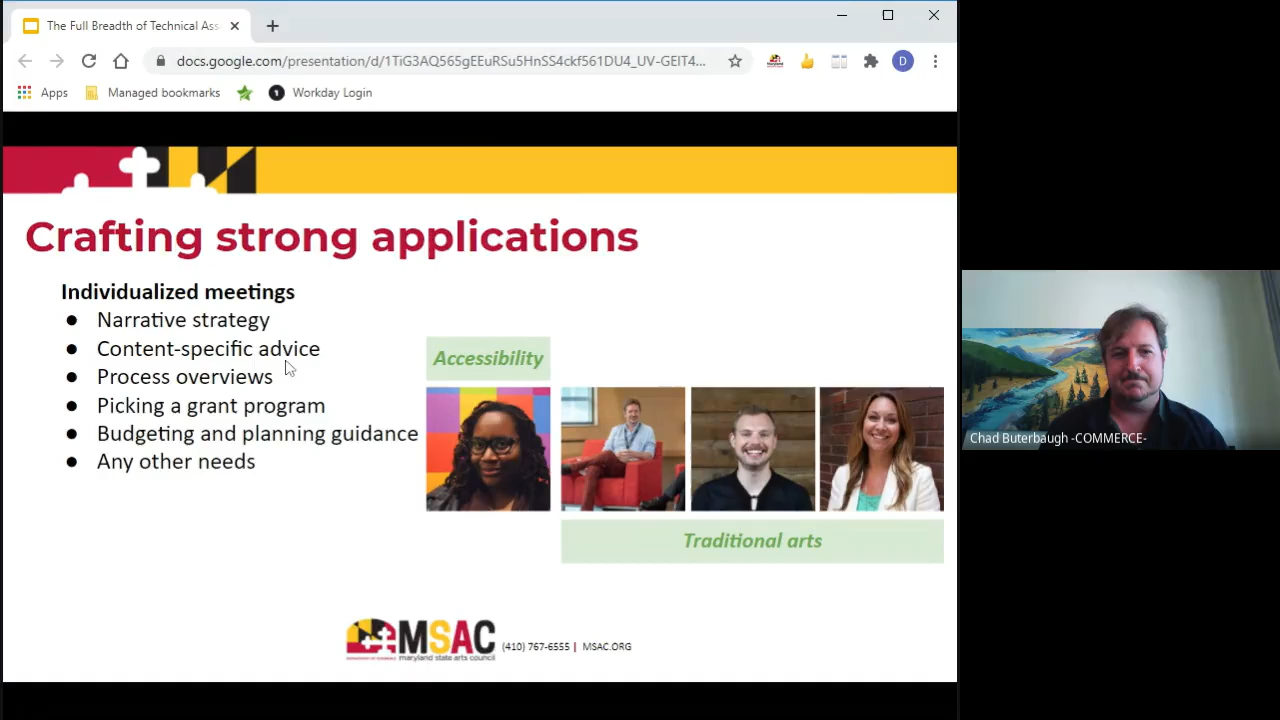 The Full Breadth of Technical Ass
docs.google.com/presentation/d/1TiG3AQ565gEEuRSu5HnSS4ckf561DU4_UV-GEIT4...
D
Apps
Managed bookmarks
Workday Login
Crafting strong applications
Individualized meetings
● Narrative strategy
● Content-specific advice
● Process overviews
● Picking a grant program
● Budgeting and planning guidance
● Any other needs
Accessibility
Traditional arts
MSAC
maryland state arts council
(410) 767-6555 | MSAC.ORG
Chad Buterbaugh -COMMERCE-